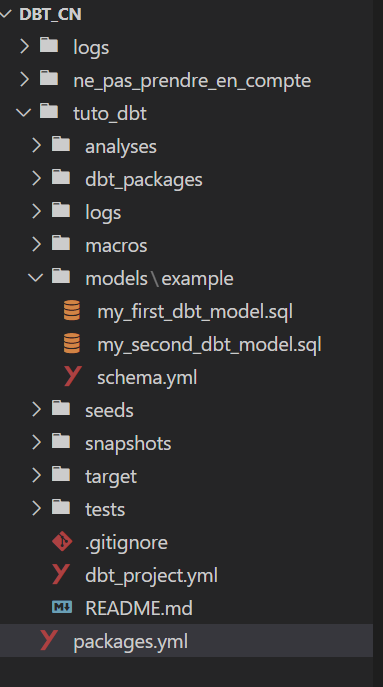 DBT_CN
logs
ne_pas_prendre_en_compte
tuto_dbt
analyses
dbt_packages
logs
macros
models\example
my_first_dbt_model.sql
my_second_dbt_model.sql
schema.yml
seeds
snapshots
target
tests
.gitignore
dbt_project.yml
README.md
packages.yml